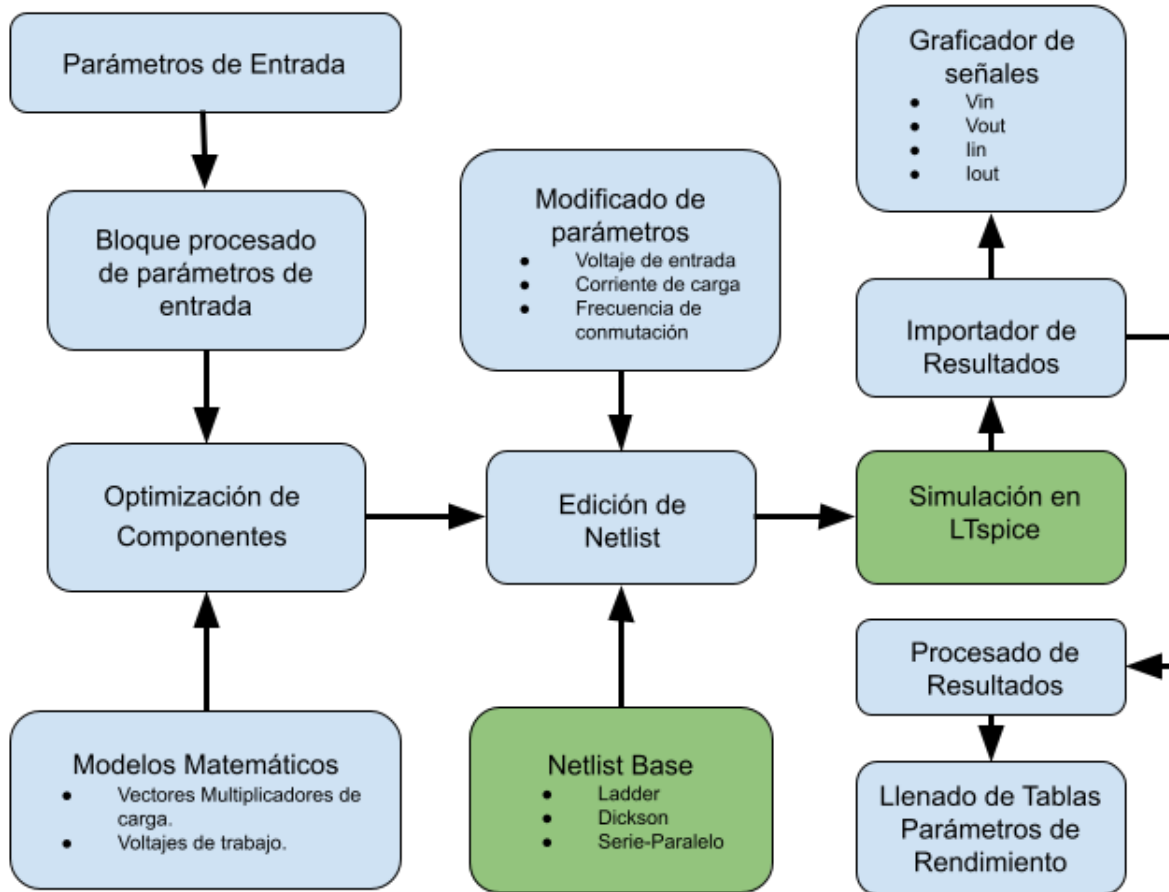 Parámetros de Entrada
Bloque procesado
de parámetros de
entrada
Optimización de
Componentes
Modelos Matemáticos
● Vectores Multiplicadores de
carga.
● Voltajes de trabajo.
Modificado de
parámetros
● Voltaje de entrada
● Corriente de carga
● Frecuencia de
conmutación
Edición de
Netlist
Netlist Base
● Ladder
● Dickson
● Serie-Paralelo
Graficador de
señales
● Vin
● Vout
● Iin
● Iout
Importador de
Resultados
Simulación en
LTspice
Procesado de
Resultados
Llenado de Tablas
Parámetros de
Rendimiento